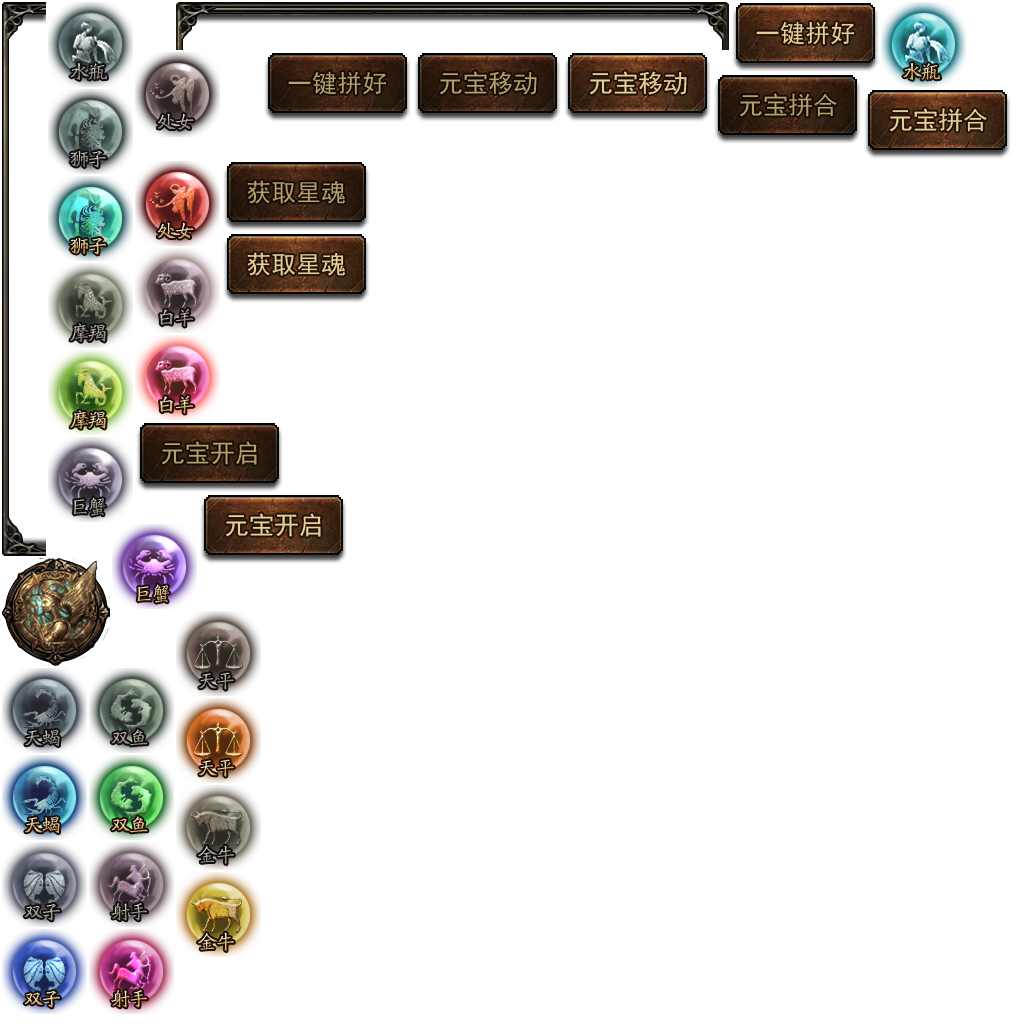 水瓶
一键拼好
水瓶
处女
一键拼好
元宝移动
元宝移动
元宝拼合
元宝拼合
狮子
获取星魂
狮子
处女
获取星魂
摩羯
白羊
摩羯
白羊
元宝开启
巨蟹
元宝开启
巨蟹
天平
天蝎
双鱼
天平
天蝎
双鱼
金牛
双子
射手
金牛
双子
射手